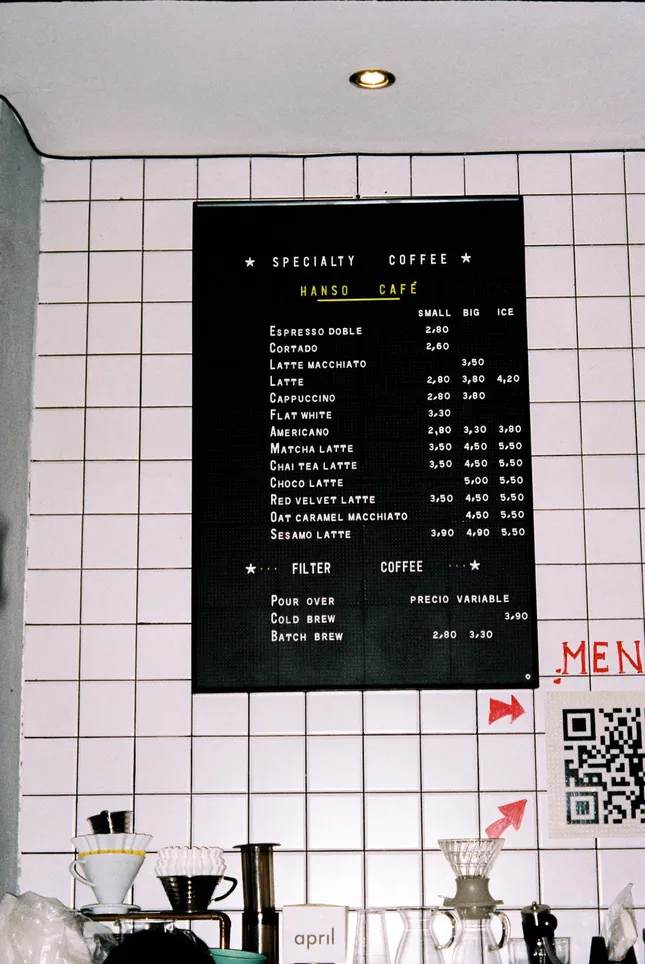 ★ SPECIALTY COFFEE ★
HANSO CAFÉ
SMALL BIG ICE
ESPRESSO DOBLE 2,80
CORTADO 2,60
LATTE MACCHIATO 3,50
LATTE 2,80 3,80 4,20
CAPPUCCINO 2,80 3,80
FLAT WHITE 3,30
AMERICANO 2,80 3,30 3,80
MATCHA LATTE 3,50 4,50 5,50
CHAI TEA LATTE 3,50 4,50 5,50
CHOCO LATTE 5,00 5,50
RED VELVET LATTE 3,50 4,50 5,50
OAT CARAMEL MACCHIATO 4,50 5,50
SESAMO LATTE 3,90 4,90 5,50
★··· FILTER COFFEE ···★
POUR OVER PRECIO VARIABLE
COLD BREW 3,90
BATCH BREW 2,80 3,30
MEN
april